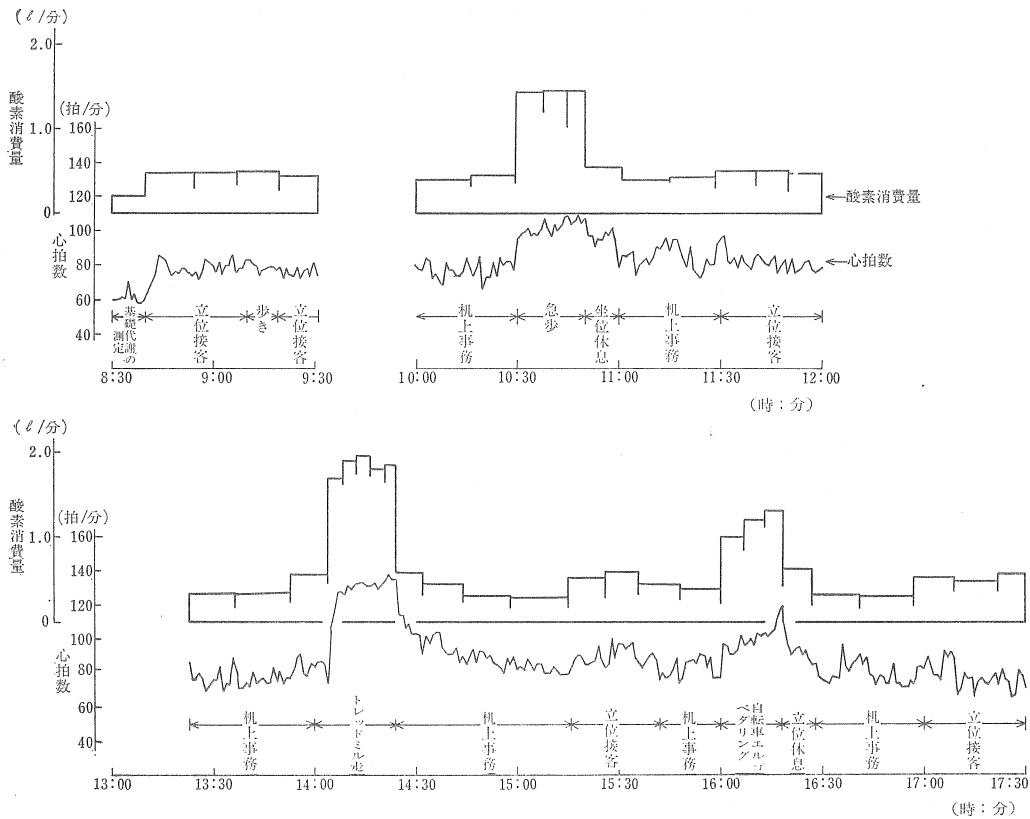 (ℓ/分)
2.0
1.0
0
酸素消費量
(拍/分)
160
140
120
100
80
60
40
心拍数
←酸素消費量
←心拍数
基礎代謝の測定
立位接客
歩き
立位接客
机上事務
急歩
坐位休息
机上事務
立位接客
8:30
9:00
9:30
10:00
10:30
11:00
11:30
12:00
(時:分)
(ℓ/分)
2.0
1.0
0
酸素消費量
(拍/分)
160
140
120
100
80
60
40
心拍数
机上事務
トレッドミル走
机上事務
立位接客
机上事務
自転車エルゴ
ペダリング
立位休息
机上事務
立位接客
13:00
13:30
14:00
14:30
15:00
15:30
16:00
16:30
17:00
17:30
(時:分)